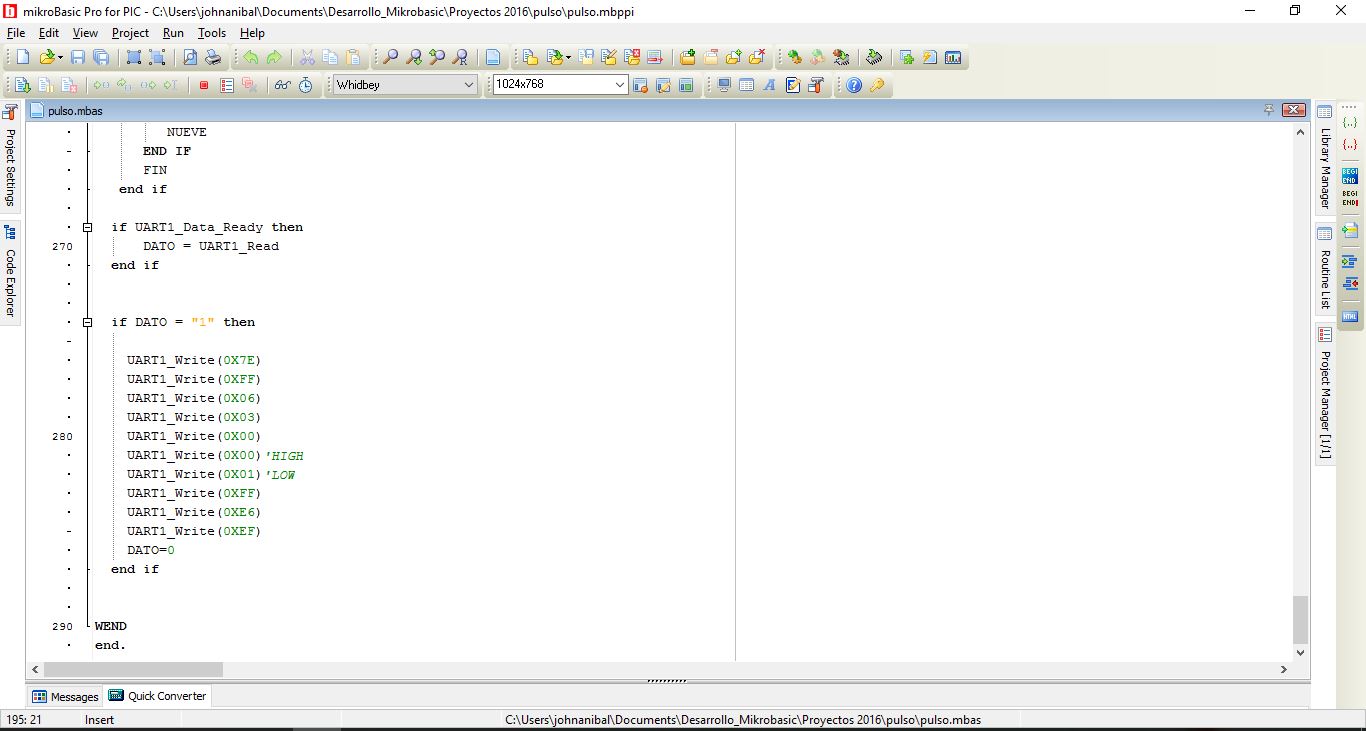 mikroBasic Pro for PIC - C:\Users\johnanibal\Documents\Desarrollo_Mikrobasic\Proyectos 2016\pulso\pulso.mbppi
File Edit View Project Run Tools Help
Whidbey
1024x768
pulso.mbas
Project Settings
Code Explorer
NUEVE
END IF
FIN
end if
if UART1_Data_Ready then
270 DATO = UART1_Read
end if
if DATO = "1" then
UART1_Write(0X7E)
UART1_Write(0XFF)
UART1_Write(0X06)
UART1_Write(0X03)
280 UART1_Write(0X00)
UART1_Write(0X00) 'HIGH
UART1_Write(0X01) 'LOW
UART1_Write(0XFF)
UART1_Write(0XE6)
UART1_Write(0XEF)
DATO=0
end if
290 WEND
end.
Library Manager
Routine List
Project Manager [1/1]
{..}
{..}
BEGI
END
BEGI
END
HTML
Messages Quick Converter
195: 21 Insert C:\Users\johnanibal\Documents\Desarrollo_Mikrobasic\Proyectos 2016\pulso\pulso.mbas